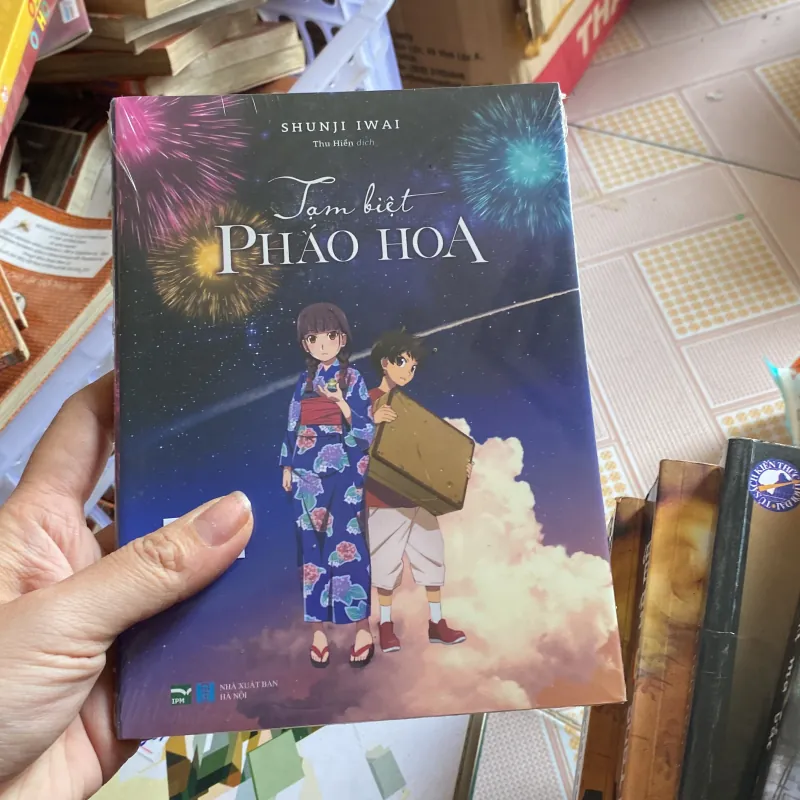 SHUNJI IWAI
Thu Hiền dịch
Tạm biệt
PHÁO HOA
IPM
NHÀ XUẤT BẢN
HÀ NỘI